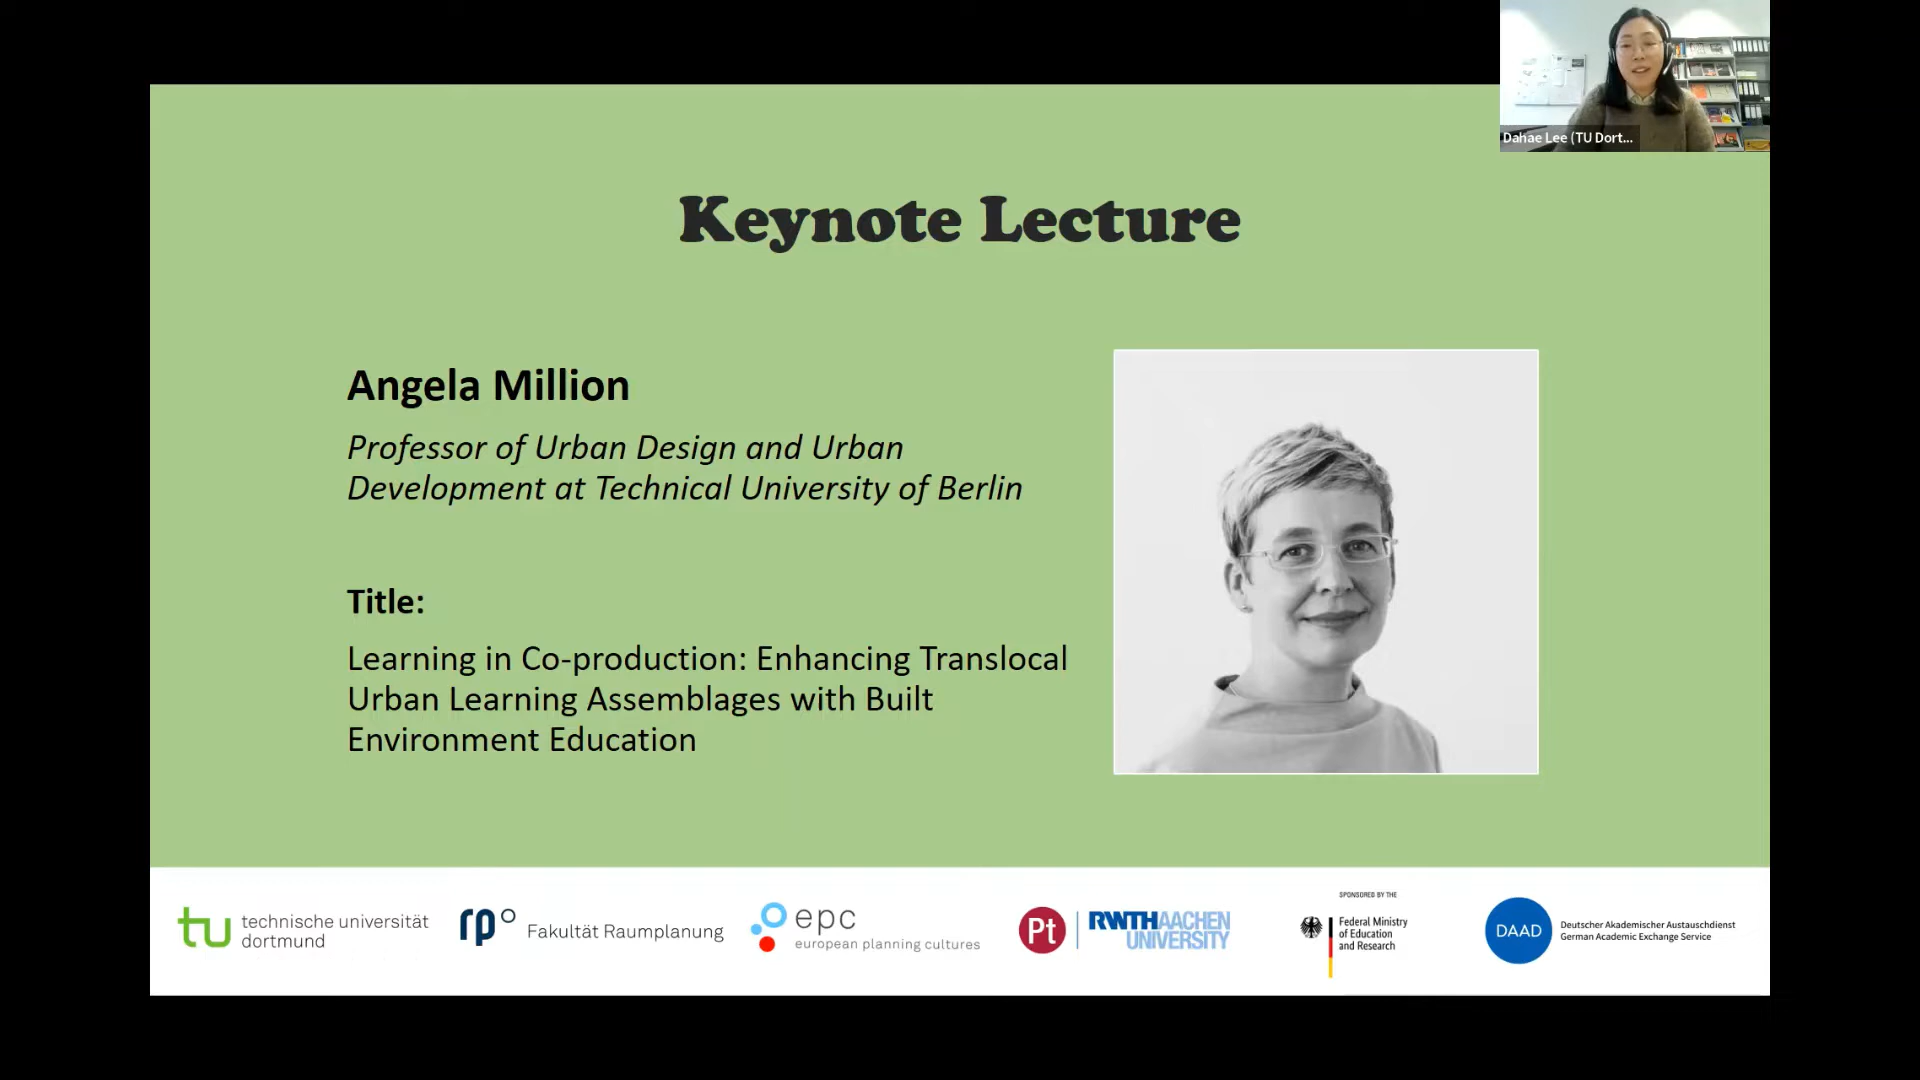 Dahae Lee (TU Dort...
Keynote Lecture
Angela Million
Professor of Urban Design and Urban
Development at Technical University of Berlin
Title:
Learning in Co-production: Enhancing Translocal
Urban Learning Assemblages with Built
Environment Education
tu technische universität
dortmund
rp° Fakultät Raumplanung
epc
european planning cultures
Pt RWTHAACHEN
UNIVERSITY
SPONSORED BY THE
Federal Ministry
of Education
and Research
DAAD
Deutscher Akademischer Austauschdienst
German Academic Exchange Service